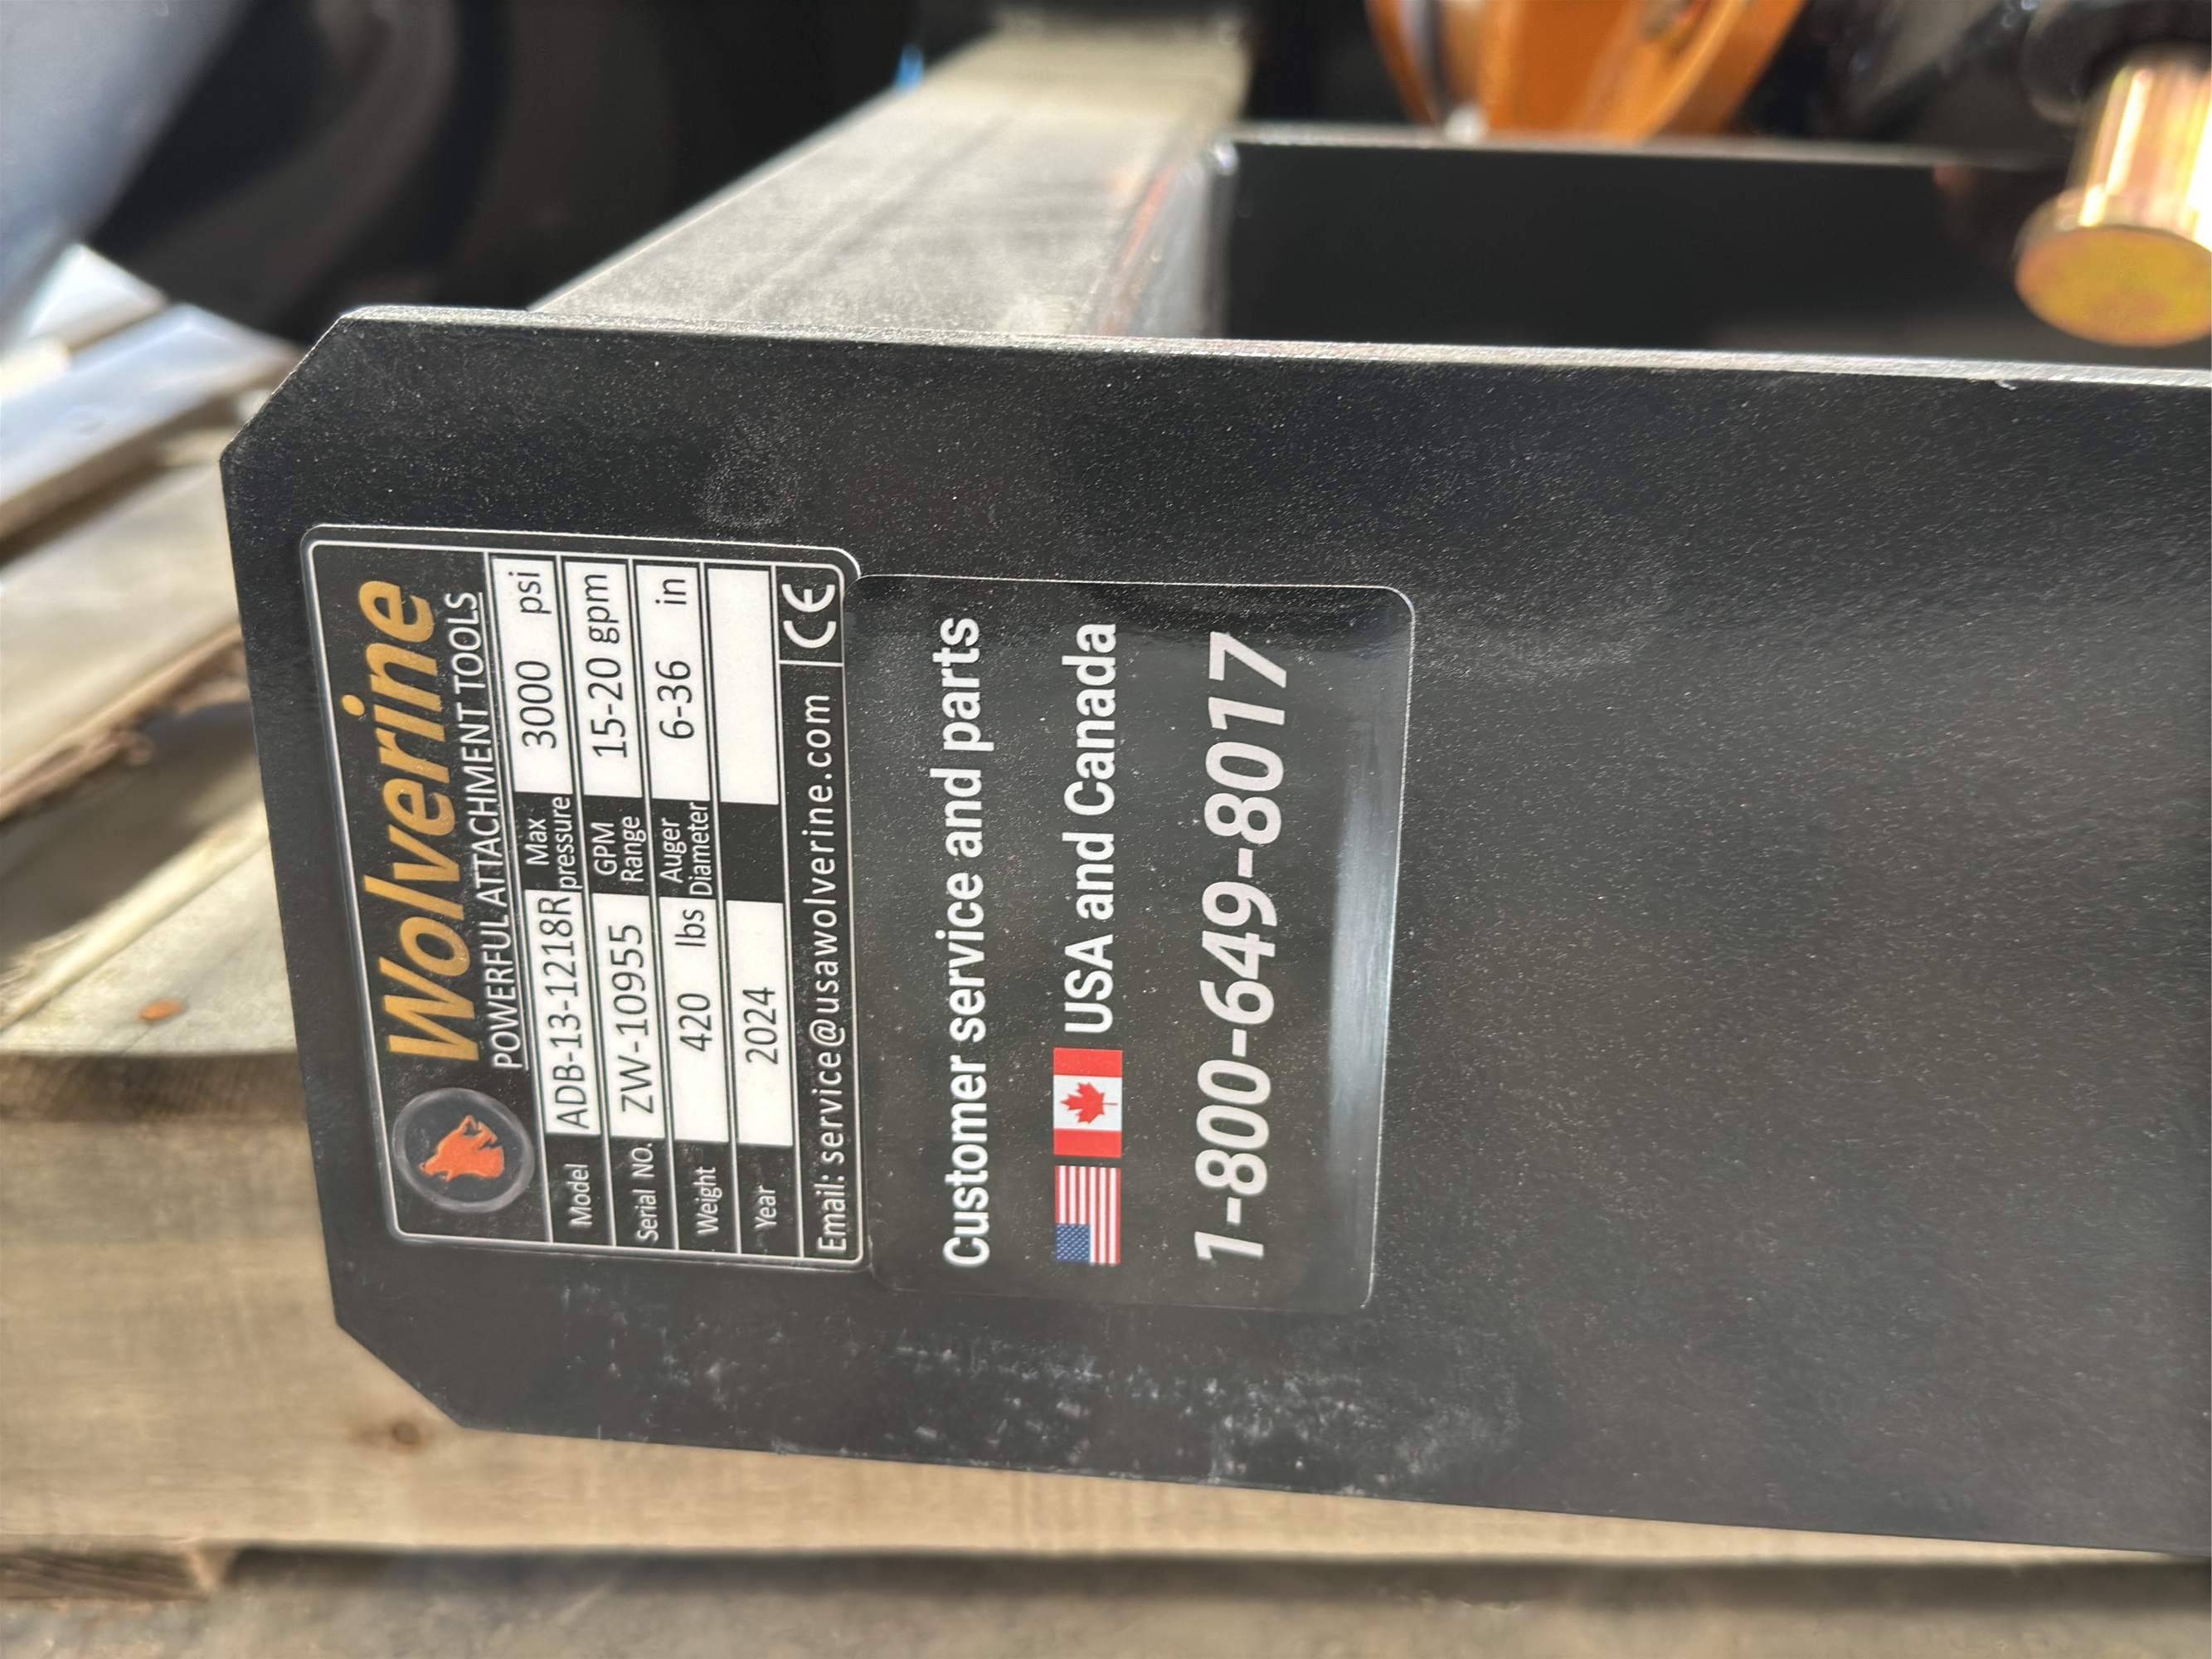 Wolverine
POWERFUL ATTACHMENT TOOLS
Model ADB-13-1218R Max pressure 3000 psi
Serial NO. ZW-10955 GPM Range 15-20 gpm
Weight 420 lbs Auger Diameter 6-36 in
Year 2024
Email: service@usawolverine.com CE
Customer service and parts
USA and Canada
1-800-649-8017